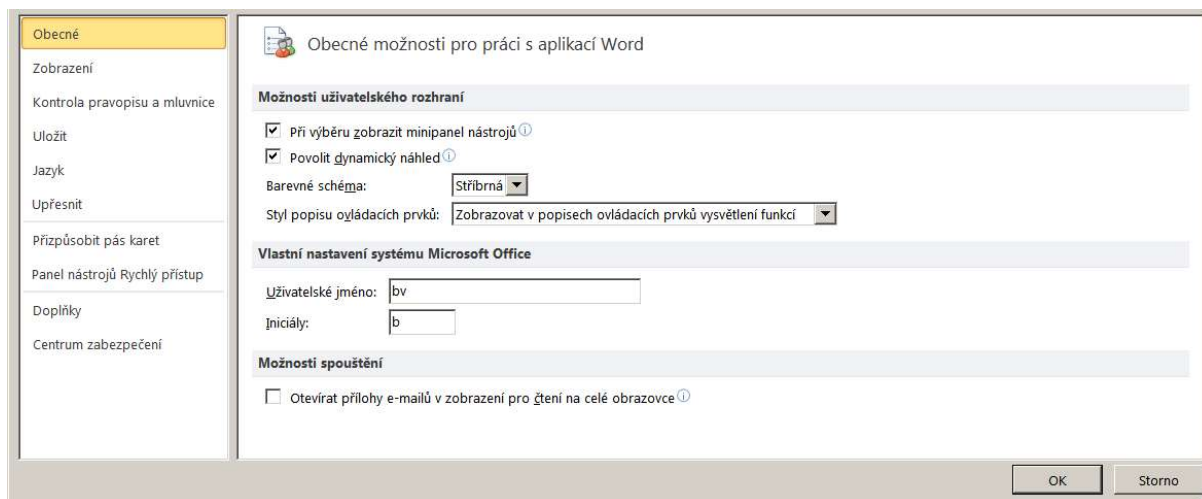 Obecné
Zobrazení
Kontrola pravopisu a mluvnice
Uložit
Jazyk
Upřesnit
Přizpůsobit pás karet
Panel nástrojů Rychlý přístup
Doplňky
Centrum zabezpečení
Obecné možnosti pro práci s aplikací Word
Možnosti uživatelského rozhraní
Při výběru zobrazit minipanel nástrojů
Povolit dynamický náhled
Barevné schéma: Stříbrná
Styl popisu ovládacích prvků: Zobrazovat v popisech ovládacích prvků vysvětlení funkcí
Vlastní nastavení systému Microsoft Office
Uživatelské jméno: bv
Iniciály: b
Možnosti spouštění
Otevírat přílohy e-mailů v zobrazení pro čtení na celé obrazovce
OK Storno